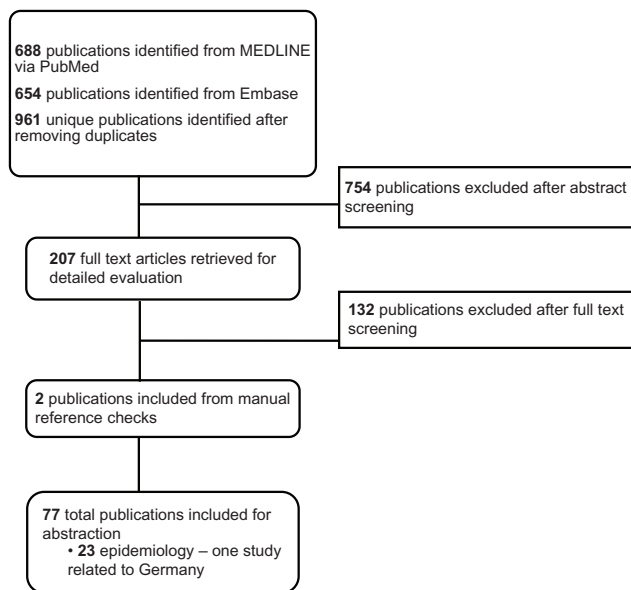 688 publications identified from MEDLINE
via PubMed
654 publications identified from Embase
961 unique publications identified after
removing duplicates
754 publications excluded after abstract
screening
207 full text articles retrieved for
detailed evaluation
132 publications excluded after full text
screening
2 publications included from manual
reference checks
77 total publications included for
abstraction
• 23 epidemiology – one study
related to Germany